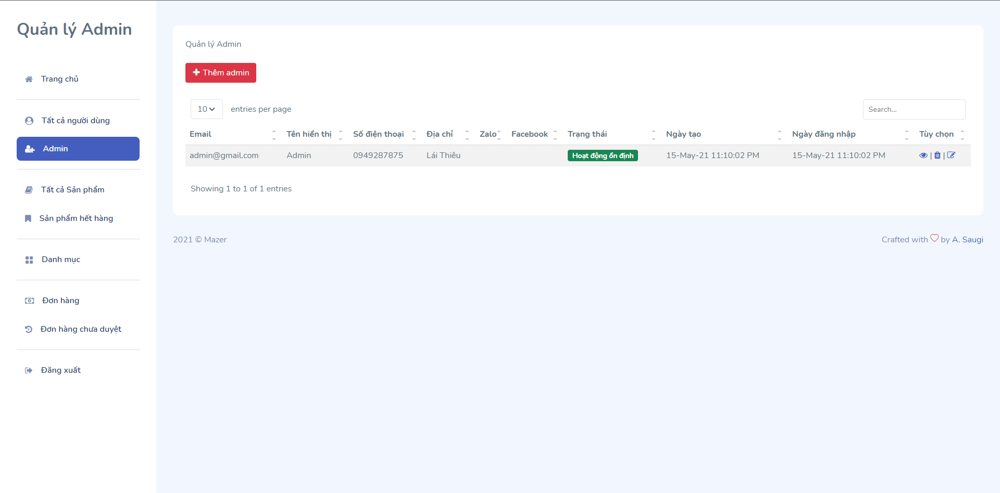 Quản lý Admin
Trang chủ
Tất cả người dùng
Admin
Tất cả Sản phẩm
Sản phẩm hết hàng
Danh mục
Đơn hàng
Đơn hàng chưa duyệt
Đăng xuất
Quản lý Admin
Thêm admin
10 entries per page
Search...
Email Tên hiển thị Số điện thoại Địa chỉ Zalo Facebook Trạng thái Ngày tạo Ngày đăng nhập Tùy chọn
admin@gmail.com Admin 0949287875 Lái Thiêu Hoạt động ổn định 15-May-21 11:10:02 PM 15-May-21 11:10:02 PM | |
Showing 1 to 1 of 1 entries
2021 © Mazer
Crafted with by A. Saugi